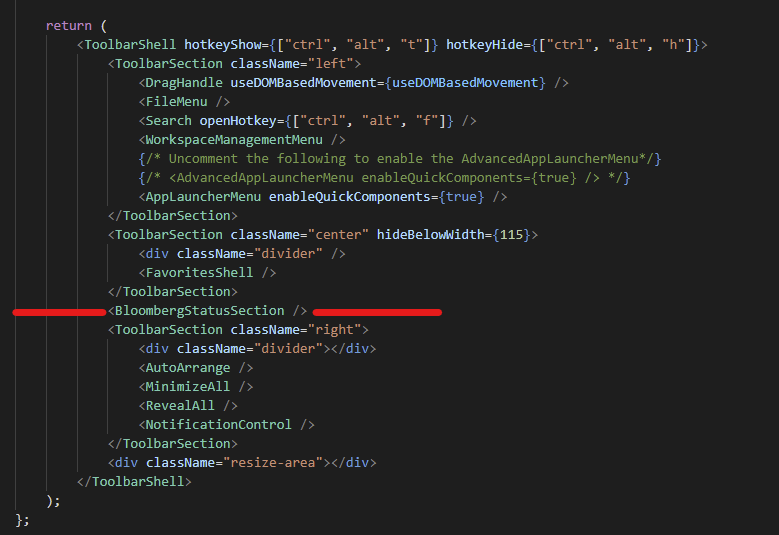 return (
<ToolbarShell hotkeyShow={["ctrl", "alt", "t"]} hotkeyHide={["ctrl", "alt", "h"]}>
<ToolbarSection className="left">
<DragHandle useDOMBasedMovement={useDOMBasedMovement} />
<FileMenu />
<Search openHotkey={["ctrl", "alt", "f"]} />
<WorkspaceManagementMenu />
{/* Uncomment the following to enable the AdvancedAppLauncherMenu*/}
{/* <AdvancedAppLauncherMenu enableQuickComponents={true} /> */}
<AppLauncherMenu enableQuickComponents={true} />
</ToolbarSection>
<ToolbarSection className="center" hideBelowWidth={115}>
<div className="divider" />
<FavoritesShell />
</ToolbarSection>
<BloombergStatusSection />
<ToolbarSection className="right">
<div className="divider"></div>
<AutoArrange />
<MinimizeAll />
<RevealAll />
<NotificationControl />
</ToolbarSection>
<div className="resize-area"></div>
</ToolbarShell>
);
};